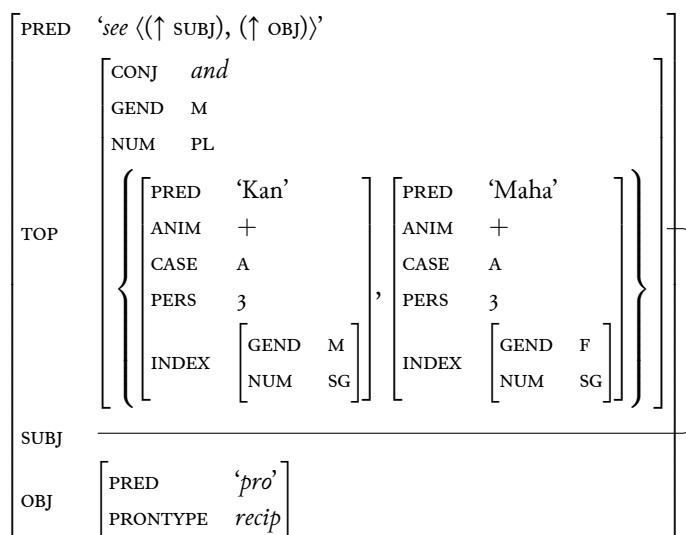 PRED ‘see ⟨(↑ SUBJ), (↑ OBJ)⟩’
CONJ and
GEND M
NUM PL
PRED ‘Kan’ PRED ‘Maha’
TOP ANIM + ANIM +
CASE A CASE A
PERS 3 , PERS 3
INDEX GEND M INDEX GEND F
NUM SG NUM SG
SUBJ
PRED ‘pro’
OBJ
PRONTYPE recip